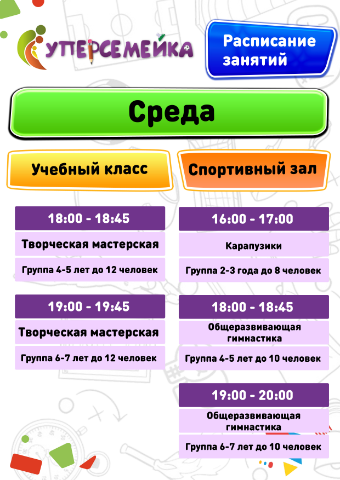 СУПЕРСЕМЕЙКА
Расписание
занятий
Среда
Учебный класс
Спортивный зал
18:00 - 18:45
Творческая мастерская
Группа 4-5 лет до 12 человек
19:00 - 19:45
Творческая мастерская
Группа 6-7 лет до 12 человек
16:00 - 17:00
Карапузики
Группа 2-3 года до 8 человек
18:00 - 18:45
Общеразвивающая
гимнастика
Группа 4-5 лет до 10 человек
19:00 - 20:00
Общеразвивающая
гимнастика
Группа 6-7 лет до 10 человек